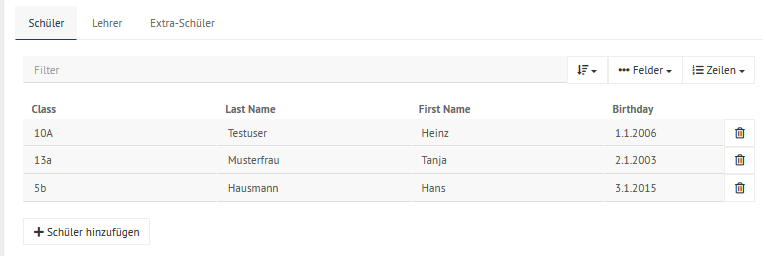 Schüler Lehrer Extra-Schüler
Filter Felder Zeilen
Class Last Name First Name Birthday
10A Testuser Heinz 1.1.2006
13a Musterfrau Tanja 2.1.2003
5b Hausmann Hans 3.1.2015
Schüler hinzufügen